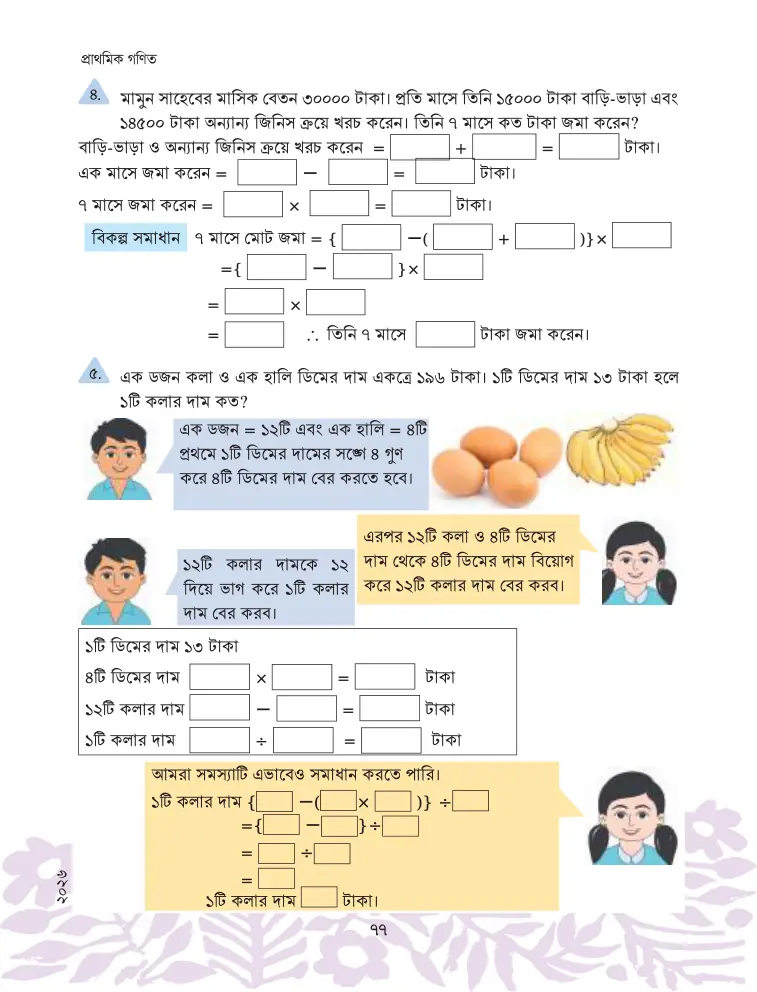 প্রাথমিক গণিত
৪. মামুন সাহেবের মাসিক বেতন ৩০০০০ টাকা। প্রতি মাসে তিনি ১৫০০০ টাকা বাড়ি-ভাড়া এবং
১৪৫০০ টাকা অন্যান্য জিনিস ক্রয়ে খরচ করেন। তিনি ৭ মাসে কত টাকা জমা করেন?
বাড়ি-ভাড়া ও অন্যান্য জিনিস ক্রয়ে খরচ করেন = + = টাকা।
এক মাসে জমা করেন = − = টাকা।
৭ মাসে জমা করেন = × = টাকা।
বিকল্প সমাধান ৭ মাসে মোট জমা = { −( + )}×
={ − }×
= ×
= ∴ তিনি ৭ মাসে টাকা জমা করেন।
৫. এক ডজন কলা ও এক হালি ডিমের দাম একত্রে ১৯৬ টাকা। ১টি ডিমের দাম ১৩ টাকা হলে
১টি কলার দাম কত?
এক ডজন = ১২টি এবং এক হালি = ৪টি
প্রথমে ১টি ডিমের দামের সঙ্গে ৪ গুণ
করে ৪টি ডিমের দাম বের করতে হবে।
এরপর ১২টি কলা ও ৪টি ডিমের
দাম থেকে ৪টি ডিমের দাম বিয়োগ
করে ১২টি কলার দাম বের করব।
১২টি কলার দামকে ১২
দিয়ে ভাগ করে ১টি কলার
দাম বের করব।
১টি ডিমের দাম ১৩ টাকা
৪টি ডিমের দাম × = টাকা
১২টি কলার দাম − = টাকা
১টি কলার দাম ÷ = টাকা
আমরা সমস্যাটি এভাবেও সমাধান করতে পারি।
১টি কলার দাম { −( × )} ÷
={ − }÷
= ÷
=
১টি কলার দাম টাকা।
২০২৬
৭৭